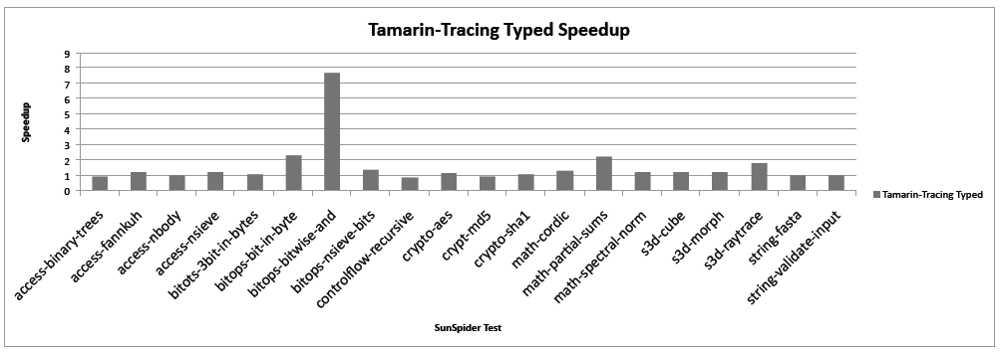 Tamarin-Tracing Typed Speedup
9
8
7
6
5
4
3
2
1
0
Speedup
access-binary-trees
access-fannkuh
access-nbody
access-nsieve
bitots-3bit-in-bytes
bitops-bit-in-byte
bitops-bitwise-and
bitops-nsieve-bits
controlflow-recursive
crypto-aes
crypt-md5
crypto-sha1
math-cordic
math-partial-sums
math-spectral-norm
s3d-cube
s3d-morph
s3d-raytrace
string-fasta
string-validate-input
Tamarin-Tracing Typed
SunSpider Test